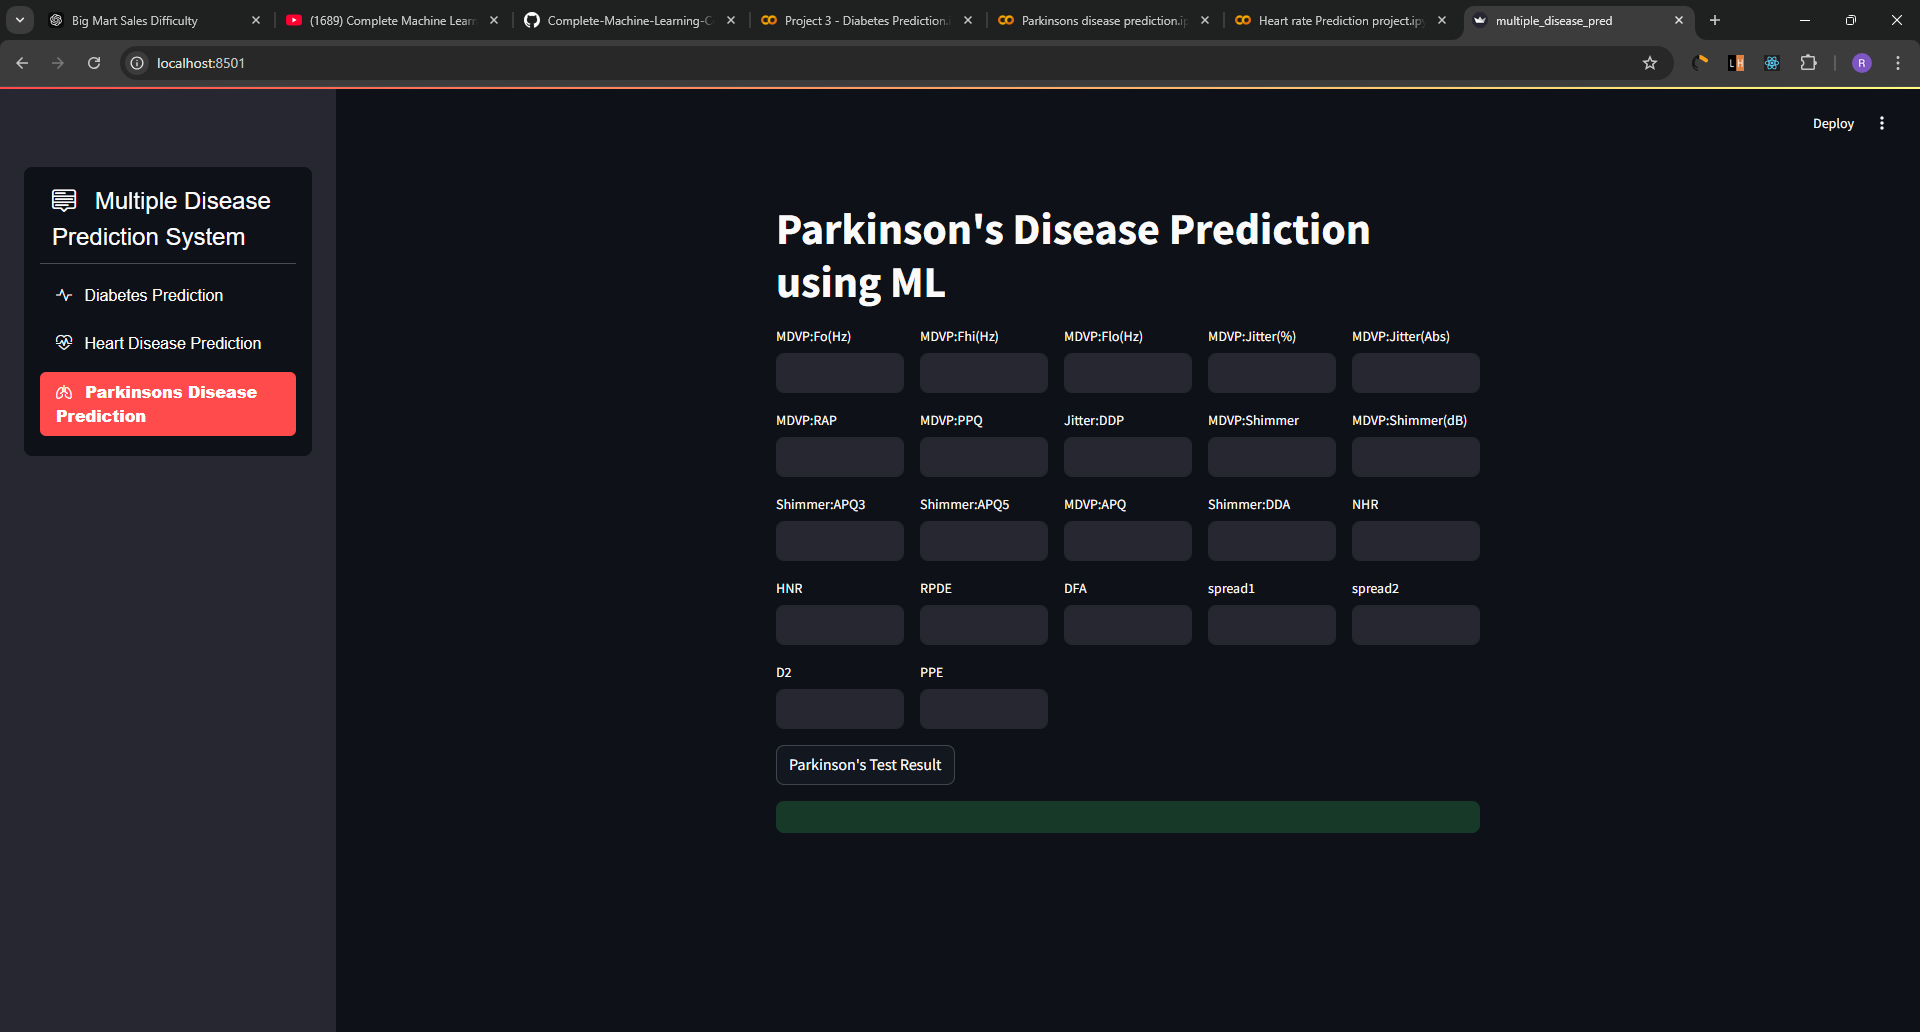 Big Mart Sales Difficulty
(1689) Complete Machine Lear
Complete-Machine-Learning-C
Project 3 - Diabetes Prediction.
Parkinsons disease prediction.ip
Heart rate Prediction project.ip
multiple_disease_pred
localhost:8501
LH
R
Deploy
Multiple Disease
Prediction System
Diabetes Prediction
Heart Disease Prediction
Parkinsons Disease
Prediction
Parkinson's Disease Prediction
using ML
MDVP:Fo(Hz) MDVP:Fhi(Hz) MDVP:Flo(Hz) MDVP:Jitter(%) MDVP:Jitter(Abs)
MDVP:RAP MDVP:PPQ Jitter:DDP MDVP:Shimmer MDVP:Shimmer(dB)
Shimmer:APQ3 Shimmer:APQ5 MDVP:APQ Shimmer:DDA NHR
HNR RPDE DFA spread1 spread2
D2 PPE
Parkinson's Test Result